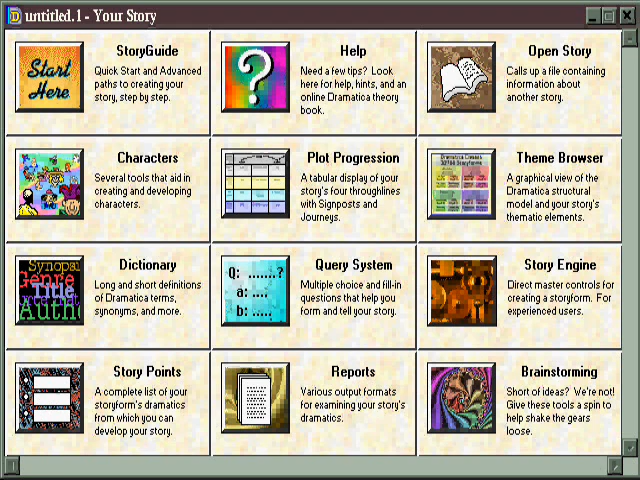 untitled.1 - Your Story
StoryGuide
Start
Here
Quick Start and Advanced
paths to creating your
story, step by step.
Help
?
Need a few tips? Look
here for help, hints, and an
online Dramatica theory
book.
Open Story
Calls up a file containing
information about
another story.
Characters
Several tools that aid in
creating and developing
characters.
Plot Progression
A tabular display of your
story's four throughlines
with Signposts and
Journeys.
Theme Browser
A graphical view of the
Dramatica structural
model and your story's
thematic elements.
Dictionary
Synopsi
Genre
Title
Autho
Long and short definitions
of Dramatica terms,
synonyms, and more.
Query System
Q: .......?
a: ....
b: .....
Multiple choice and fill-in
questions that help you
form and tell your story.
Story Engine
Direct master controls for
creating a storyform. For
experienced users.
Story Points
A complete list of your
storyform's dramatics
from which you can
develop your story.
Reports
Various output formats
for examining your story's
dramatics.
Brainstorming
Short of ideas? We're not!
Give these tools a spin to
help shake the gears
loose.